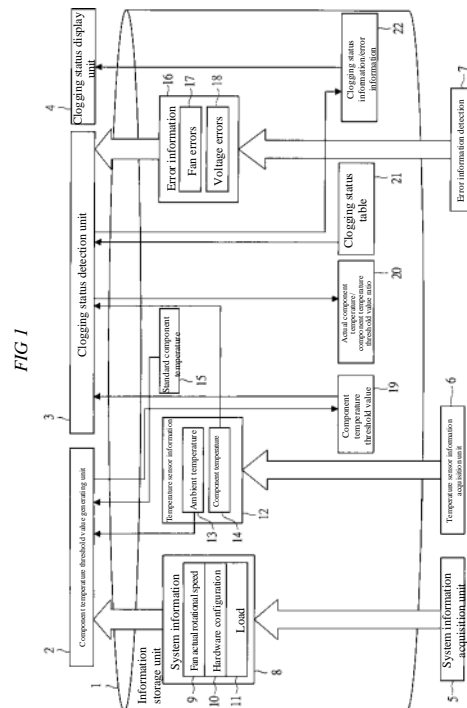 FIG 1
2
Component temperature threshold value generating unit
3
Clogging status detection unit
4
Clogging status display
unit
1
Information
storage unit
System information
9
Fan actual rotational speed
10
Hardware configuration
11
Load
8
Temperature sensor information
13
Ambient temperature
14
Component temperature
12
Standard component
temperature
15
Error information
16
Fan errors
17
Voltage errors
18
Component temperature
threshold value
19
Actual component
temperature/
component temperature
threshold value ratio
20
Clogging status
table
21
Clogging status
information/error
information
22
5
System information
acquisition unit
Temperature sensor information
acquisition unit
6
Error information detection
7